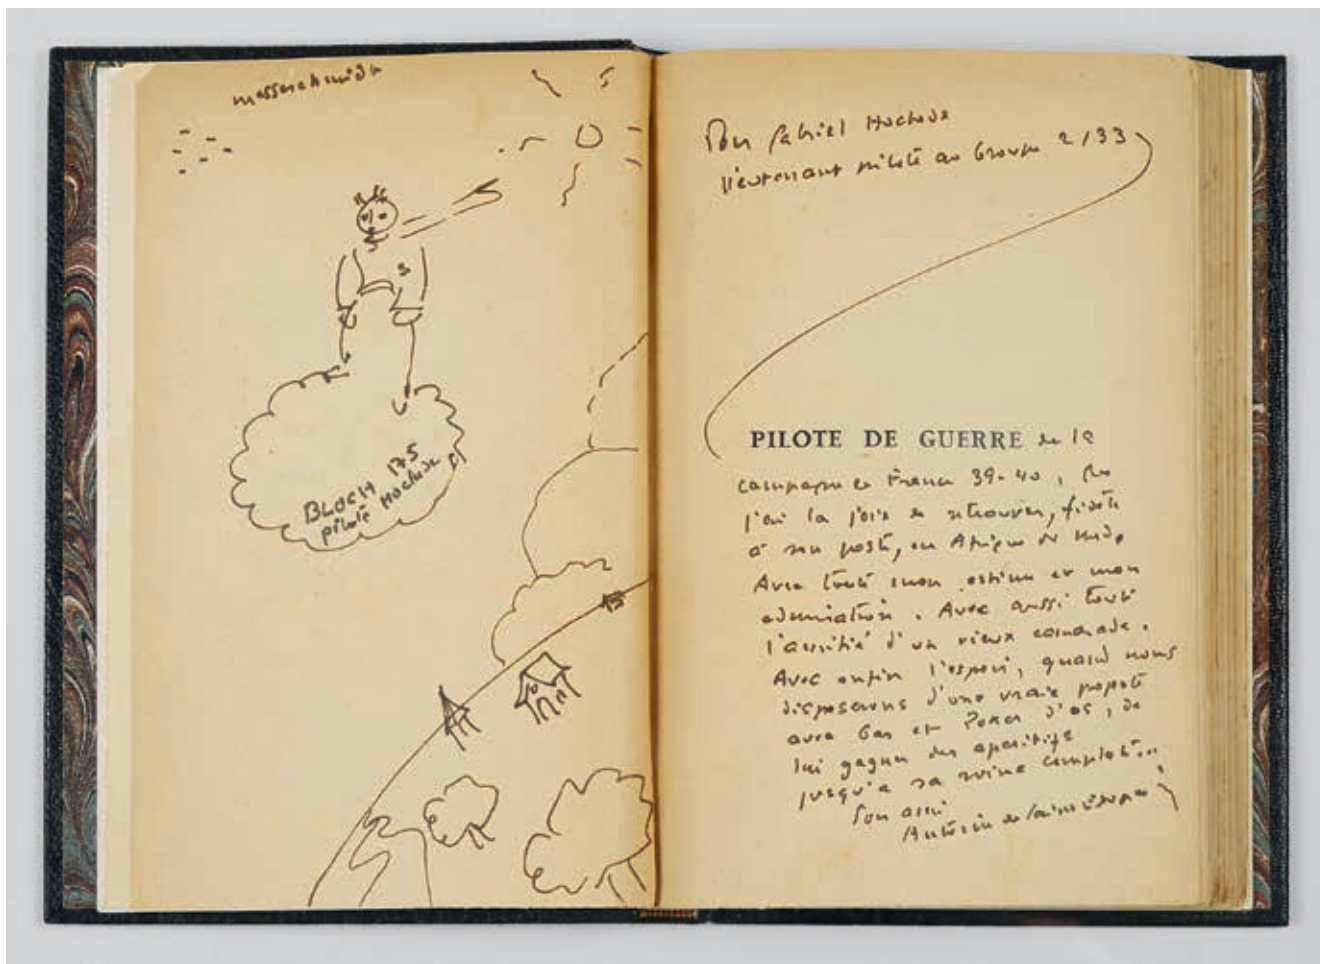 messerschmidt
BLOCH 175
pilote Hochede
Pour Gabriel Hochede
lieutenant pilote au Groupe 2/33
PILOTE DE GUERRE de la
campagne de France 39-40, que
j'ai la joie de retrouver, fidèle
à son poste, en Afrique du Nord.
Avec toute mon estime et mon
admiration. Avec aussi toute
l'amitié d'un vieux camarade.
Avec enfin l'espoir, quand nous
disposerons d'une vraie popote
avec bar et Poker d'as, de
lui gagner des apéritifs
jusqu'à sa ruine complète...
Son ami
Antoine de Saint Exupéry